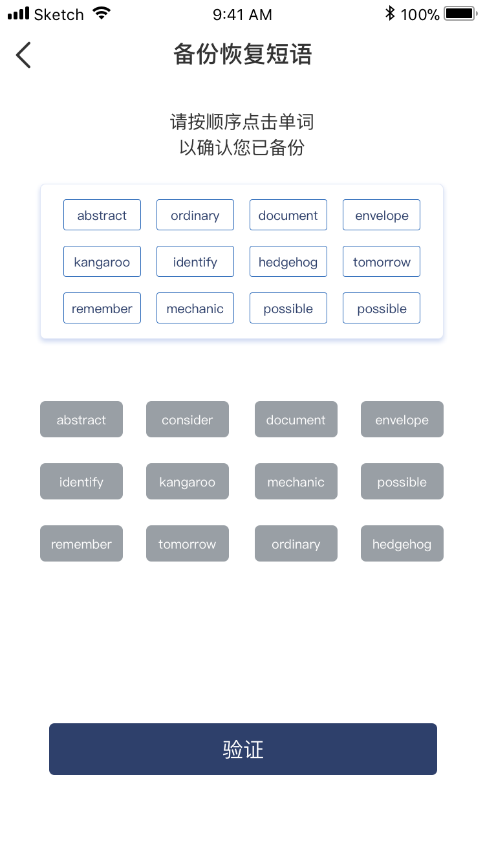 Sketch 9:41 AM 100%
备份恢复短语
请按顺序点击单词
以确认您已备份
abstract ordinary document envelope
kangaroo identify hedgehog tomorrow
remember mechanic possible possible
abstract consider document envelope
identify kangaroo mechanic possible
remember tomorrow ordinary hedgehog
验证